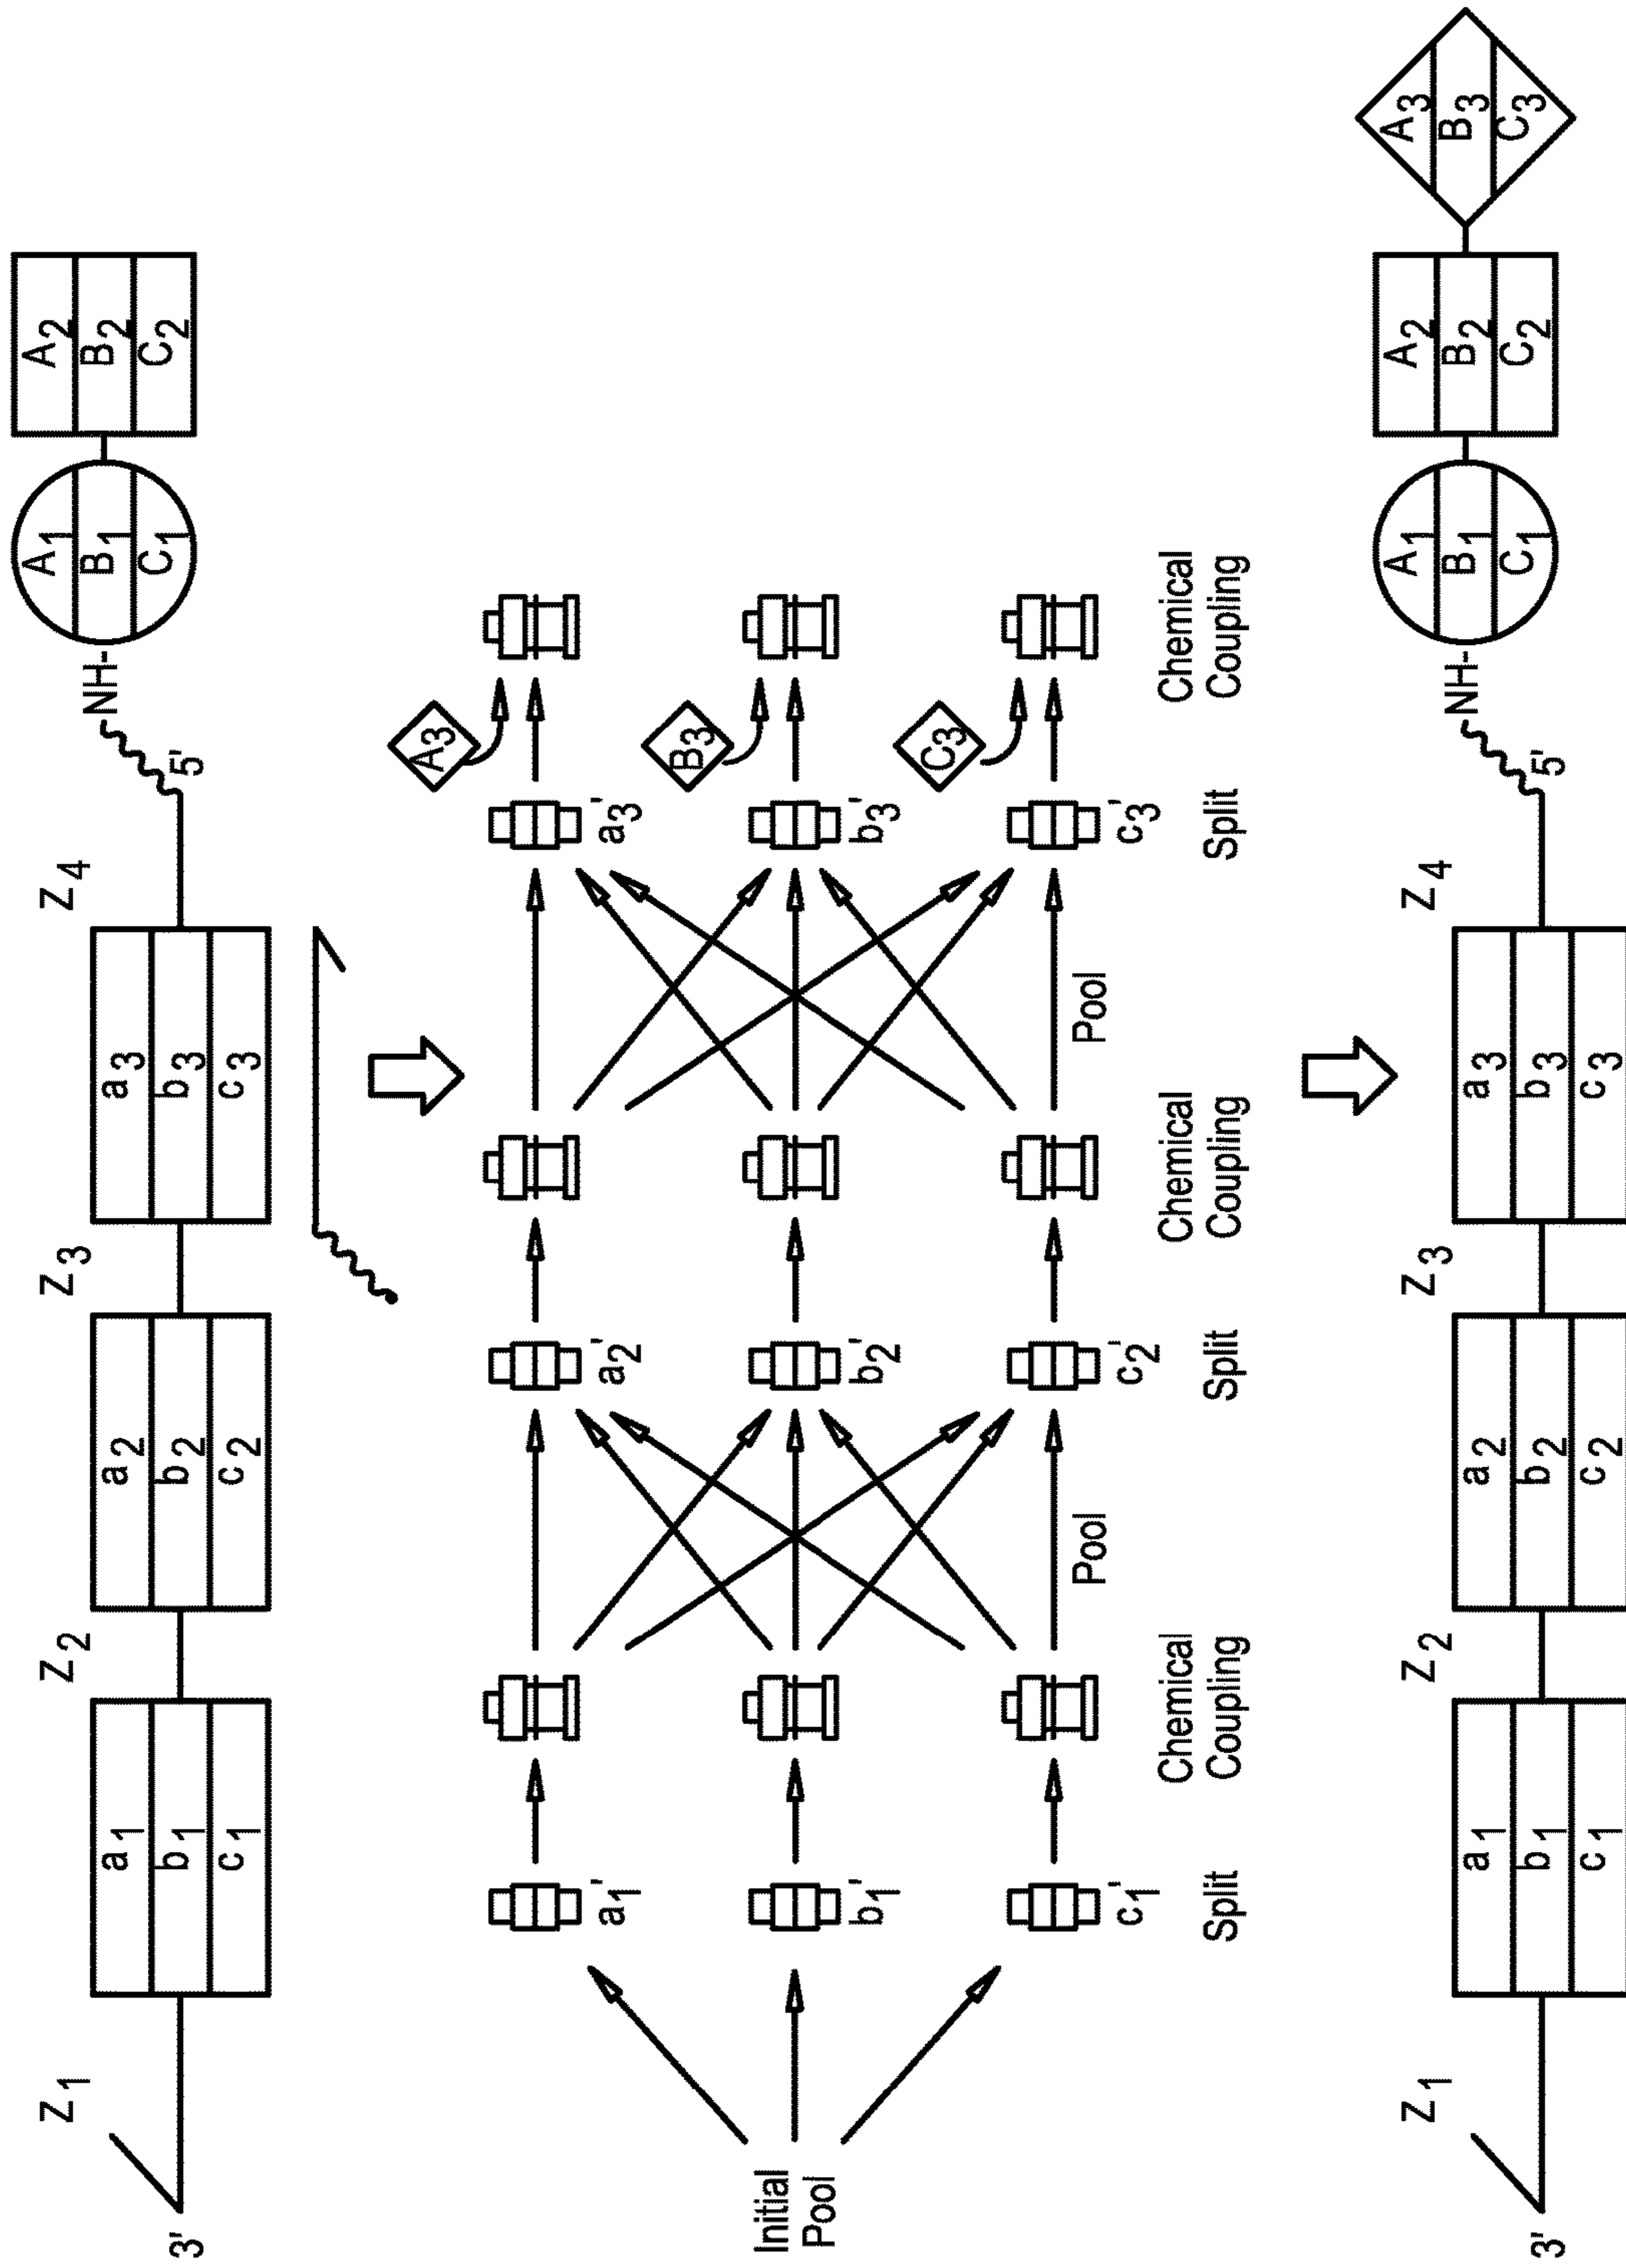 Z1 Z2 Z3 Z4
a1 a2 a3
b1 b2 b3
c1 c2 c3
3' 5' NH-
A1 A2
B1 B2
C1 C2
A3
a1' a2' a3'
B3
Initial
Pool
b1' b2' b3'
C3
c1' c2' c3'
Pool Pool
Split Chemical
Coupling Split Chemical
Coupling Split Chemical
Coupling
Z1 Z2 Z3 Z4
a1 a2 a3
b1 b2 b3
c1 c2 c3
3' 5' NH-
A1 A2 A3
B1 B2 B3
C1 C2 C3